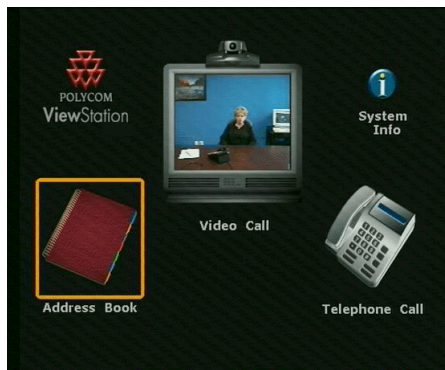 POLYCOM
ViewStation
System
Info
Video Call
Address Book
Telephone Call